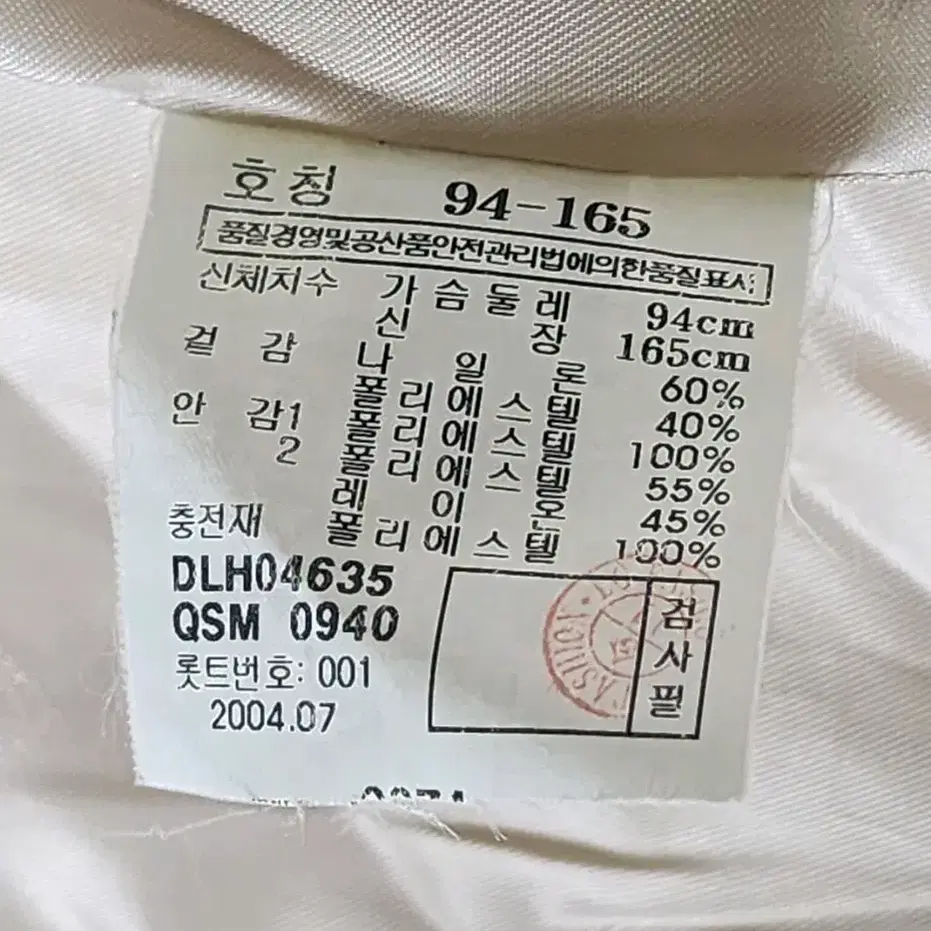 호칭 94-165
품질경영및공산품안전관리법에의한품질표시
신체치수 가슴둘레 94cm
신장 165cm
겉감 나일론 60%
폴리에스텔 40%
안감1 폴리에스텔 100%
2 폴리에스텔 55%
레이온 45%
충전재 폴리에스텔 100%
DLH04635
QSM 0940
롯트번호: 001
2004.07
검사필
FASHION